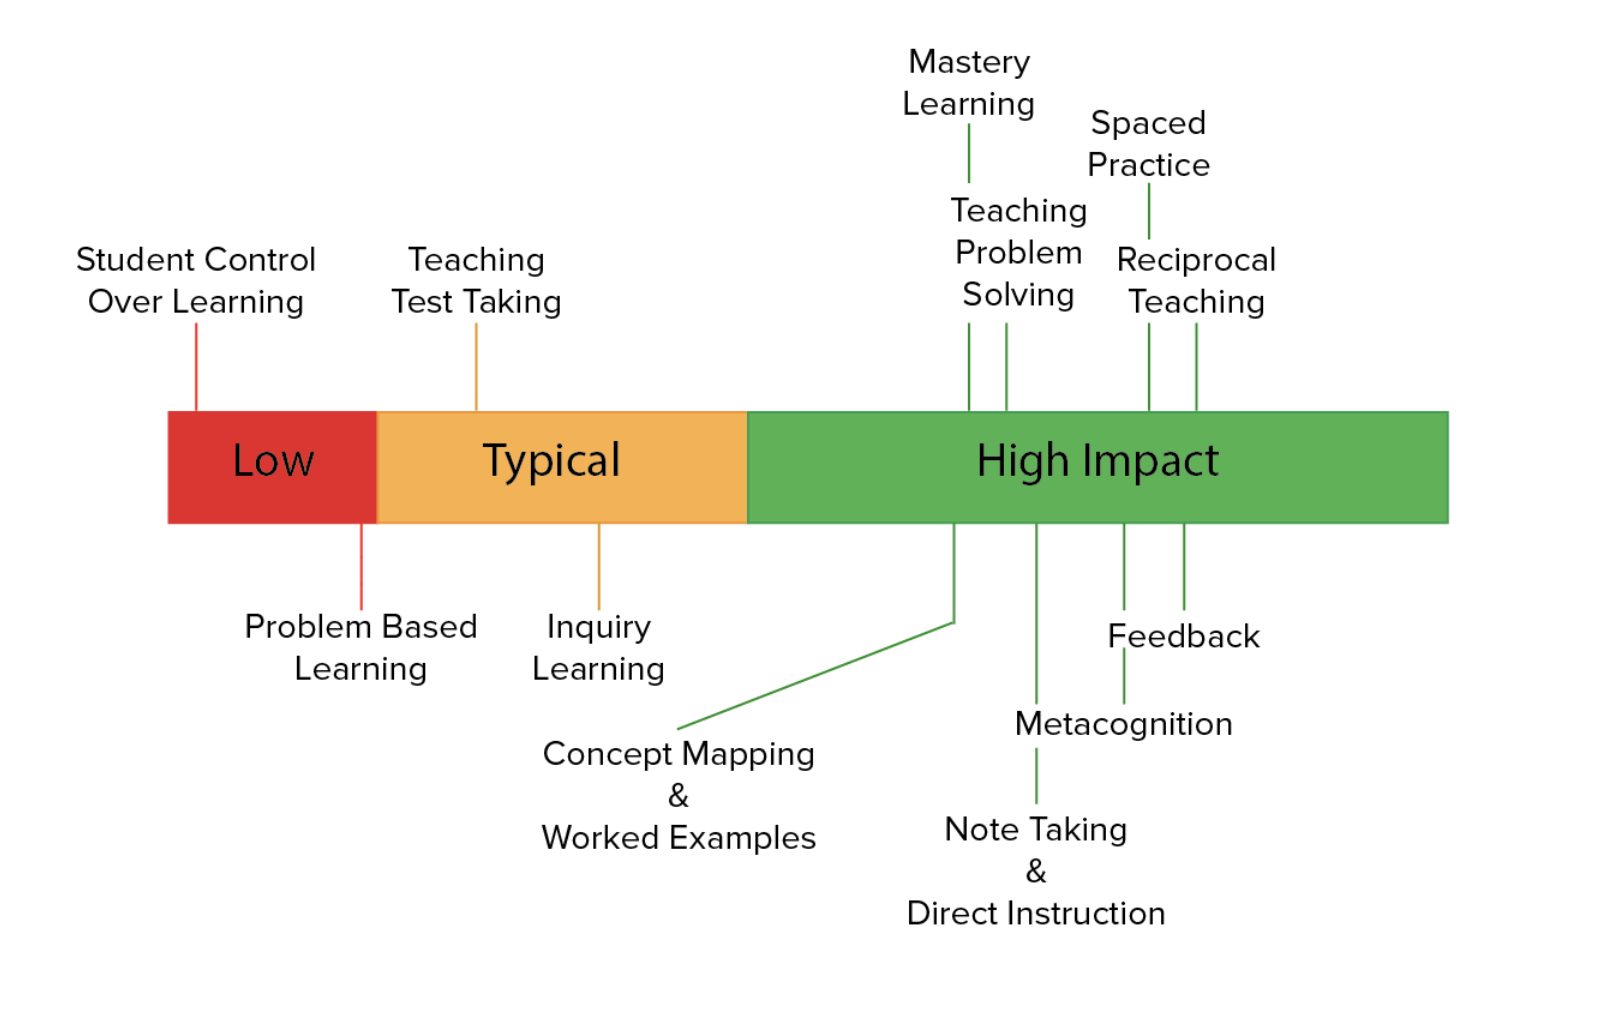 Mastery
Learning
Spaced
Practice
Teaching
Problem
Solving
Student Control
Over Learning
Teaching
Test Taking
Reciprocal
Teaching
Low
Typical
High Impact
Problem Based
Learning
Inquiry
Learning
Feedback
Metacognition
Concept Mapping
&
Worked Examples
Note Taking
&
Direct Instruction